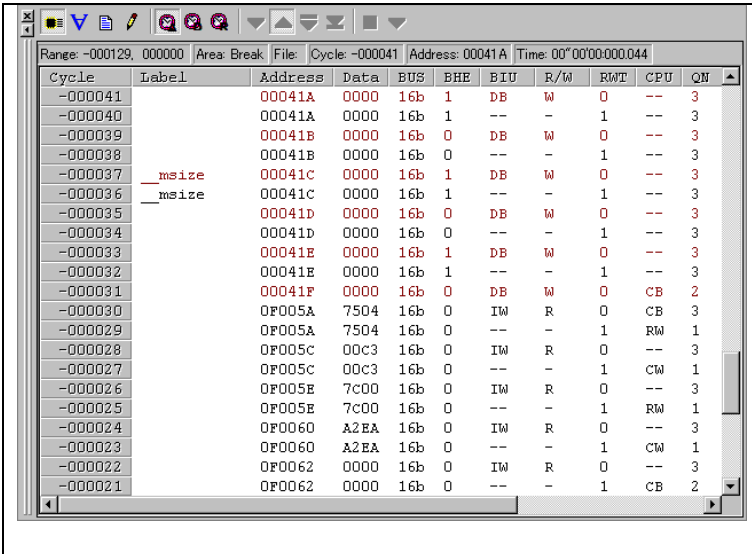 Range: -000129, 000000 Area: Break File: Cycle: -000041 Address: 00041A Time: 00"00'00:000.044
Cycle Label Address Data BUS BHE BIU R/W RWT CPU QN
-000041 00041A 0000 16b 1 DB W 0 -- 3
-000040 00041A 0000 16b 1 -- - 1 -- 3
-000039 00041B 0000 16b 0 DB W 0 -- 3
-000038 00041B 0000 16b 0 -- - 1 -- 3
-000037 __msize 00041C 0000 16b 1 DB W 0 -- 3
-000036 __msize 00041C 0000 16b 1 -- - 1 -- 3
-000035 00041D 0000 16b 0 DB W 0 -- 3
-000034 00041D 0000 16b 0 -- - 1 -- 3
-000033 00041E 0000 16b 1 DB W 0 -- 3
-000032 00041E 0000 16b 1 -- - 1 -- 3
-000031 00041F 0000 16b 0 DB W 0 CB 2
-000030 0F005A 7504 16b 0 IW R 0 CB 3
-000029 0F005A 7504 16b 0 -- - 1 RW 1
-000028 0F005C 00C3 16b 0 IW R 0 -- 3
-000027 0F005C 00C3 16b 0 -- - 1 CW 1
-000026 0F005E 7C00 16b 0 IW R 0 -- 3
-000025 0F005E 7C00 16b 0 -- - 1 RW 1
-000024 0F0060 A2EA 16b 0 IW R 0 -- 3
-000023 0F0060 A2EA 16b 0 -- - 1 CW 1
-000022 0F0062 0000 16b 0 IW R 0 -- 3
-000021 0F0062 0000 16b 0 -- - 1 CB 2